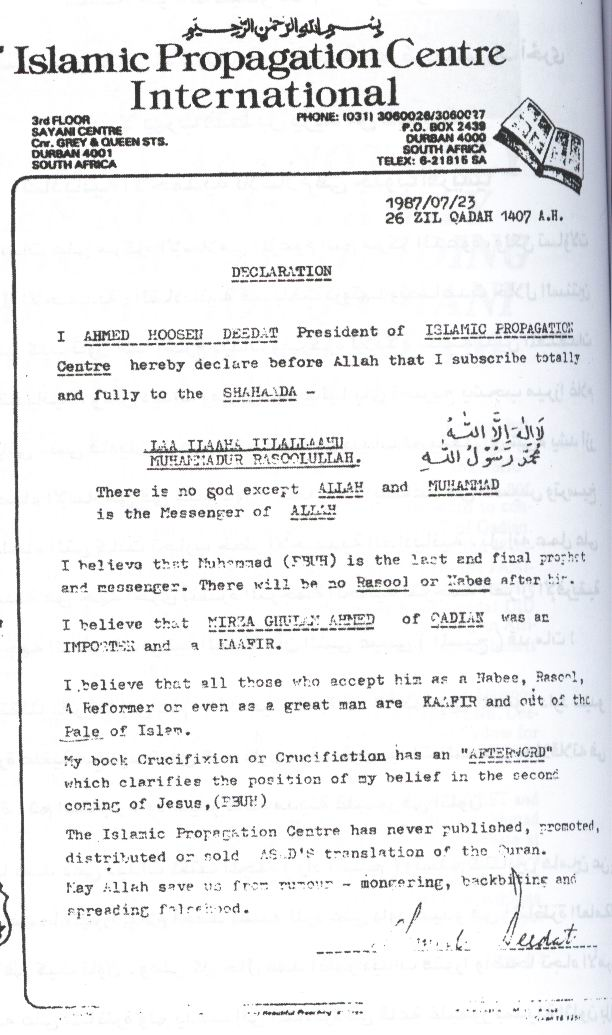 بسم الله الرحمن الرحيم
Islamic Propagation Centre
International
3rd FLOOR
SAYANI CENTRE
Cnr. GREY & QUEEN STS.
DURBAN 4001
SOUTH AFRICA
PHONE: (031) 3060026/3060027
P.O. BOX 2439
DURBAN 4000
SOUTH AFRICA
TELEX: 6-21815 SA
1987/07/23
26 ZIL QADAH 1407 A.H.
DECLARATION
I AHMED HOOSEN DEEDAT President of ISLAMIC PROPAGATION
Centre hereby declare before Allah that I subscribe totally
and fully to the SHAHAADA -
LAA ILAAHA ILLALLAAHU
MUHAMMADUR RASOOLULLAH.
لا اله الا الله
محمد رسول الله
There is no god except ALLAH and MUHAMMAD
is the Messenger of ALLAH
I believe that Muhammad (PBUH) is the last and final prophet
and messenger. There will be no Rasool or Nabee after him.
I believe that MIRZA GHULAM AHMED of QADIAN was an
IMPOSTER and a KAAFIR.
I believe that all those who accept him as a Nabee, Rasool,
A Reformer or even as a great man are KAAFIR and out of the
Pale of Islam.
My book Crucifixion or Crucifiction has an "AFTERWORD"
which clarifies the position of my belief in the second
coming of Jesus,(PBUH)
The Islamic Propagation Centre has never published, promoted,
distributed or sold ASAD'S translation of the Quran.
May Allah save us from rumour - mongering, backbiting and
spreading falsehood.
Deedat